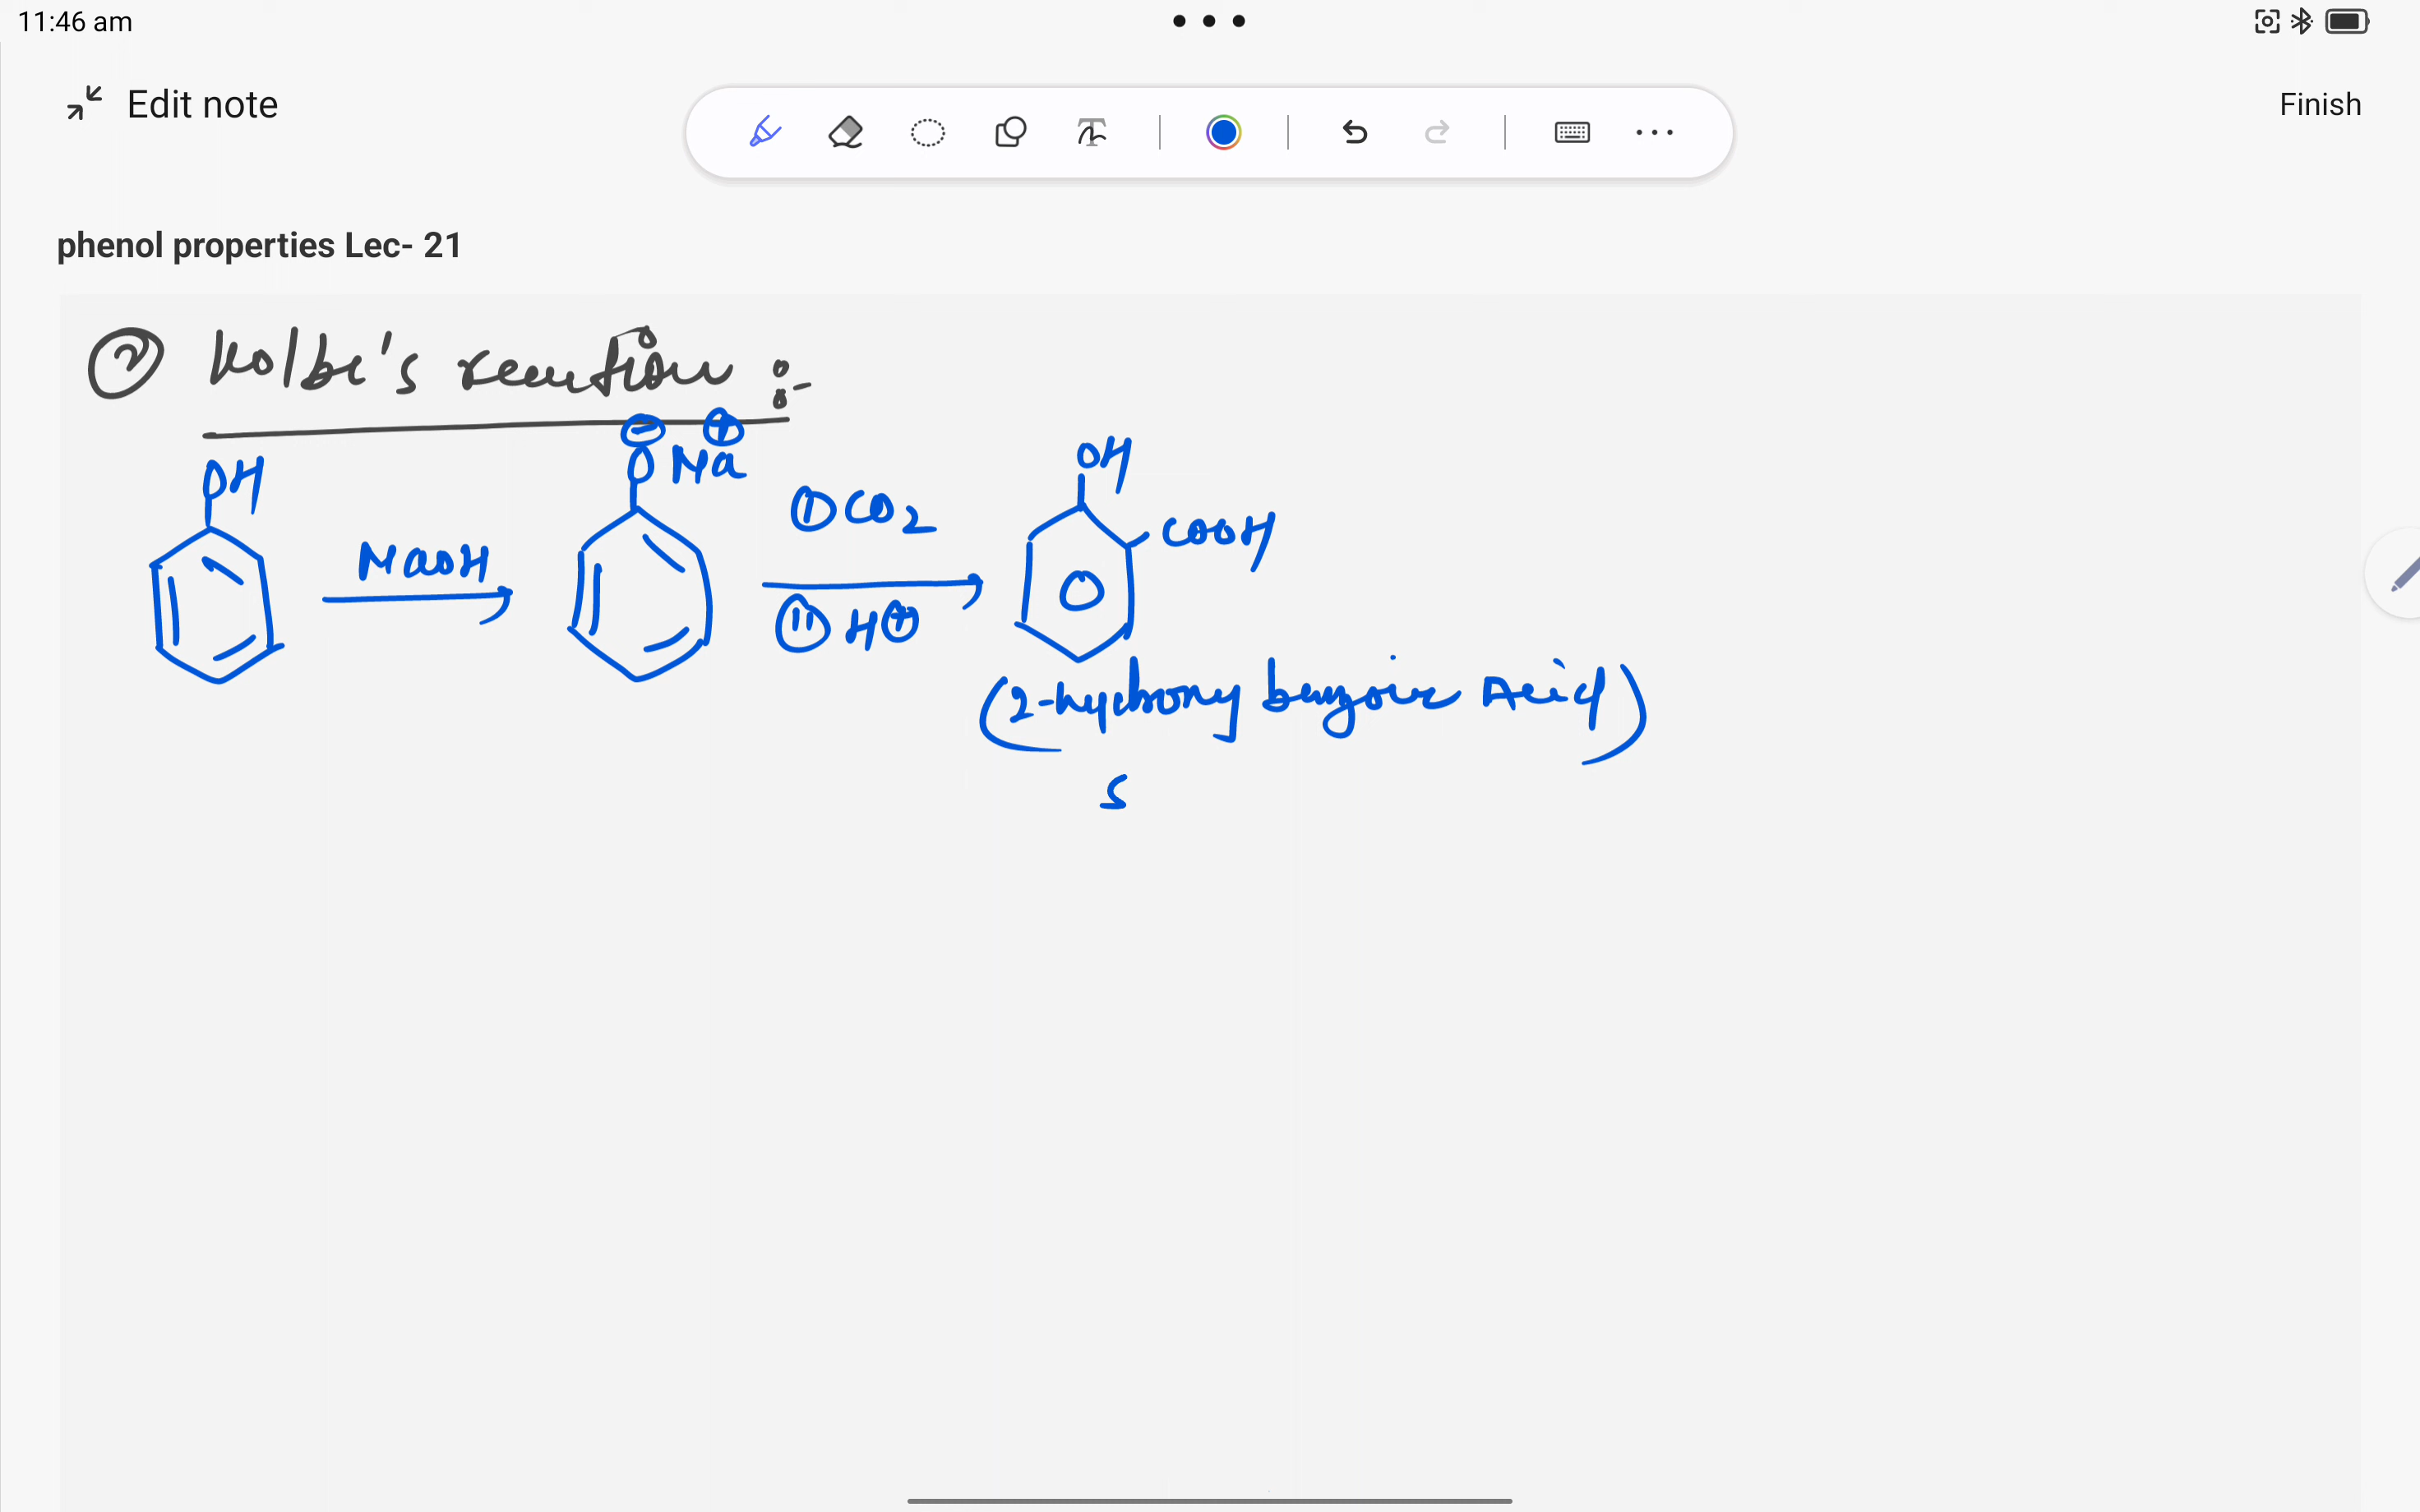 11:46 am
Edit note
Finish
phenol properties Lec- 21
② Kolbe's reaction :-
OH
O⊖ Na⊕
OH
NaOH
① CO2
COOH
⑪ H⊕
(2-hydroxy benzoic Acid)
S